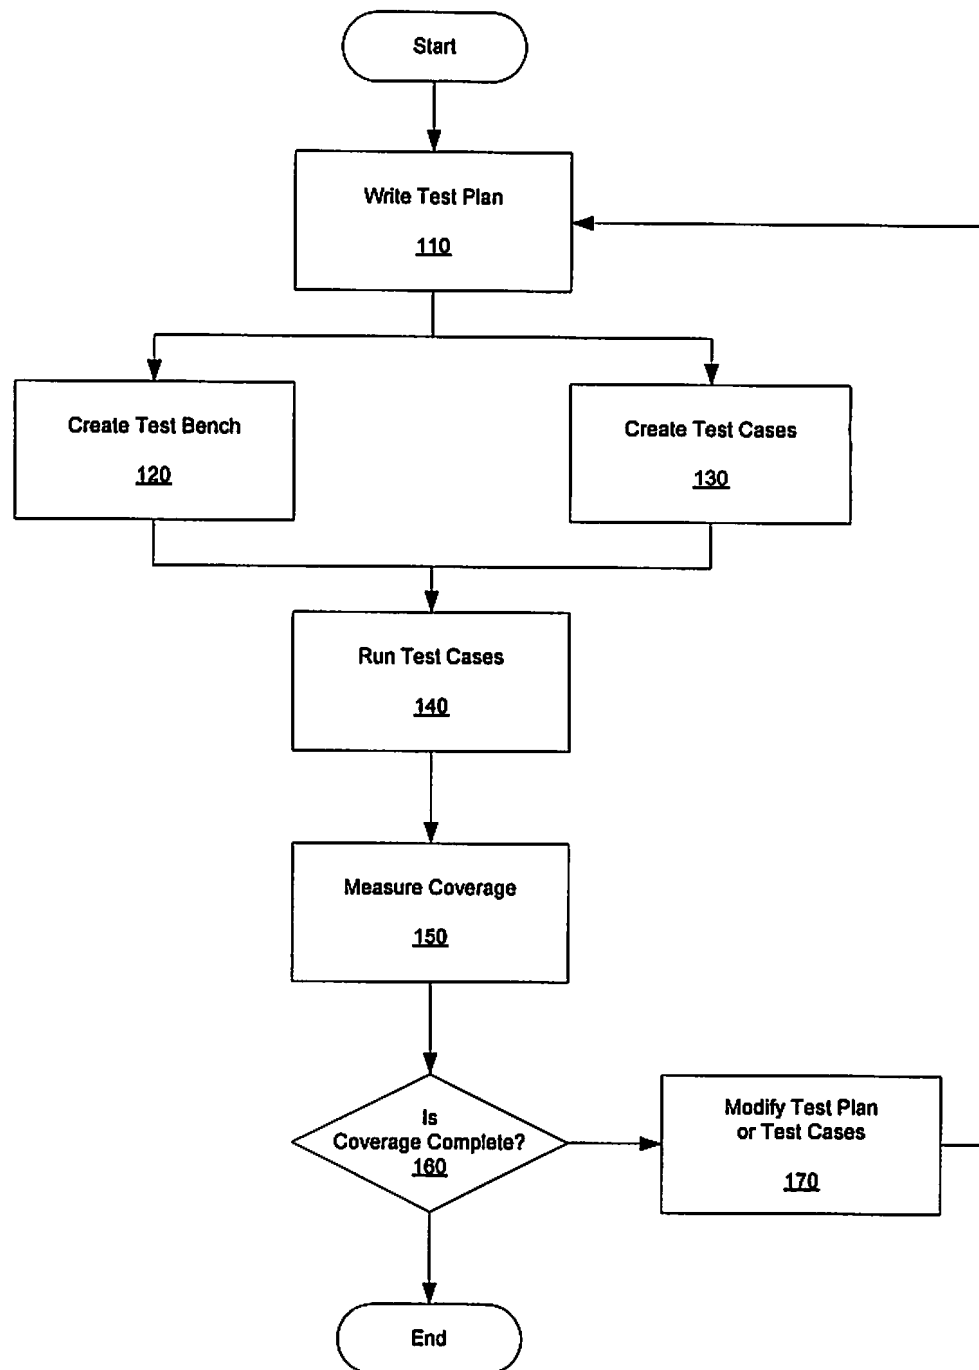 Start
Write Test Plan
110
Create Test Bench
120
Create Test Cases
130
Run Test Cases
140
Measure Coverage
150
Is
Coverage Complete?
160
Modify Test Plan
or Test Cases
170
End